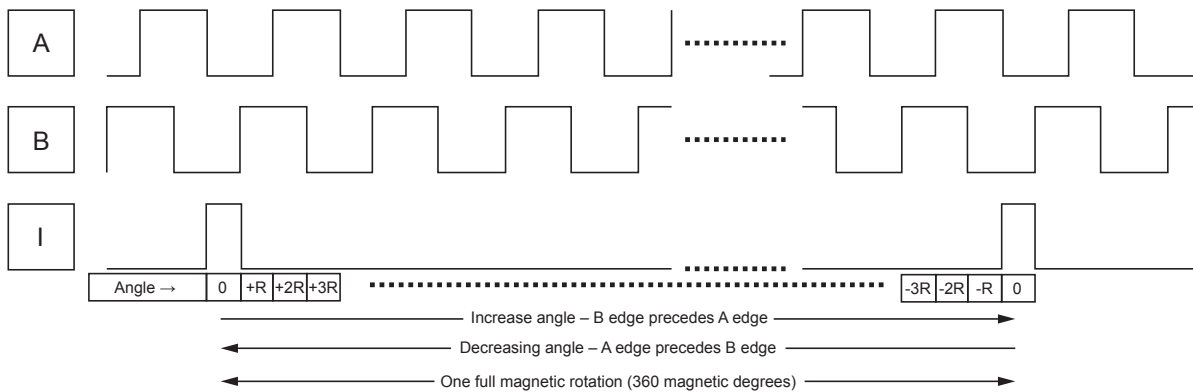 A
B
I
Angle → 0 +R +2R +3R -3R -2R -R 0
Increase angle – B edge precedes A edge
Decreasing angle – A edge precedes B edge
One full magnetic rotation (360 magnetic degrees)